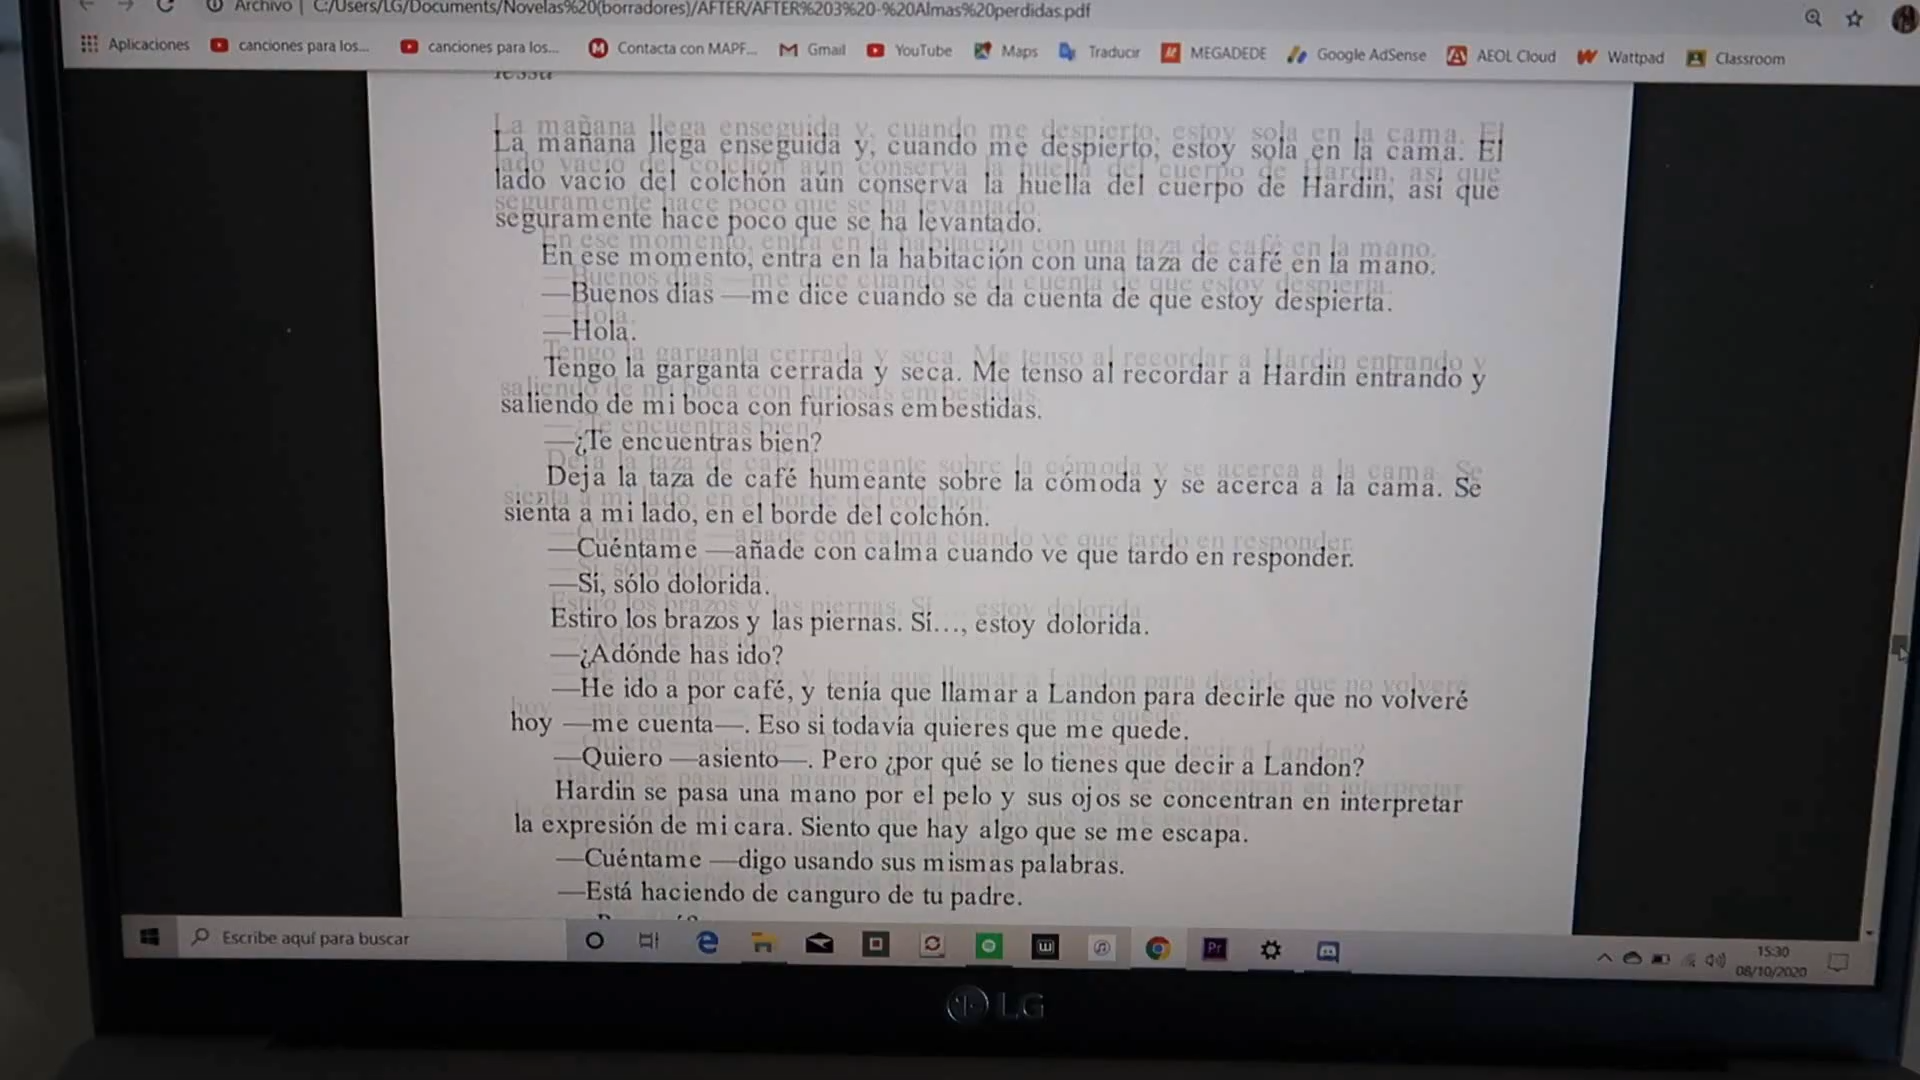 Archivo | C:/Users/LG/Documents/Novelas%20(borradores)/AFTER/AFTER%203%20-%20Almas%20perdidas.pdf
Aplicaciones canciones para los... canciones para los... Contacta con MAPF... Gmail YouTube Maps Traducir MEGADEDE Google AdSense AEOL Cloud Wattpad Classroom
La mañana llega enseguida y, cuando me despierto, estoy sola en la cama. El
lado vacío del colchón aún conserva la huella del cuerpo de Hardin, así que
seguramente hace poco que se ha levantado.
En ese momento, entra en la habitación con una taza de café en la mano.
—Buenos días —me dice cuando se da cuenta de que estoy despierta.
—Hola.
Tengo la garganta cerrada y seca. Me tenso al recordar a Hardin entrando y
saliendo de mi boca con furiosas embestidas.
—¿Te encuentras bien?
Deja la taza de café humeante sobre la cómoda y se acerca a la cama. Se
sienta a mi lado, en el borde del colchón.
—Cuéntame —añade con calma cuando ve que tardo en responder.
—Sí, sólo dolorida.
Estiro los brazos y las piernas. Sí…, estoy dolorida.
—¿Adónde has ido?
—He ido a por café, y tenía que llamar a Landon para decirle que no volveré
hoy —me cuenta—. Eso si todavía quieres que me quede.
—Quiero —asiento—. Pero ¿por qué se lo tienes que decir a Landon?
Hardin se pasa una mano por el pelo y sus ojos se concentran en interpretar
la expresión de mi cara. Siento que hay algo que se me escapa.
—Cuéntame —digo usando sus mismas palabras.
—Está haciendo de canguro de tu padre.
Escribe aquí para buscar
Pr
15:30
08/10/2020
LG